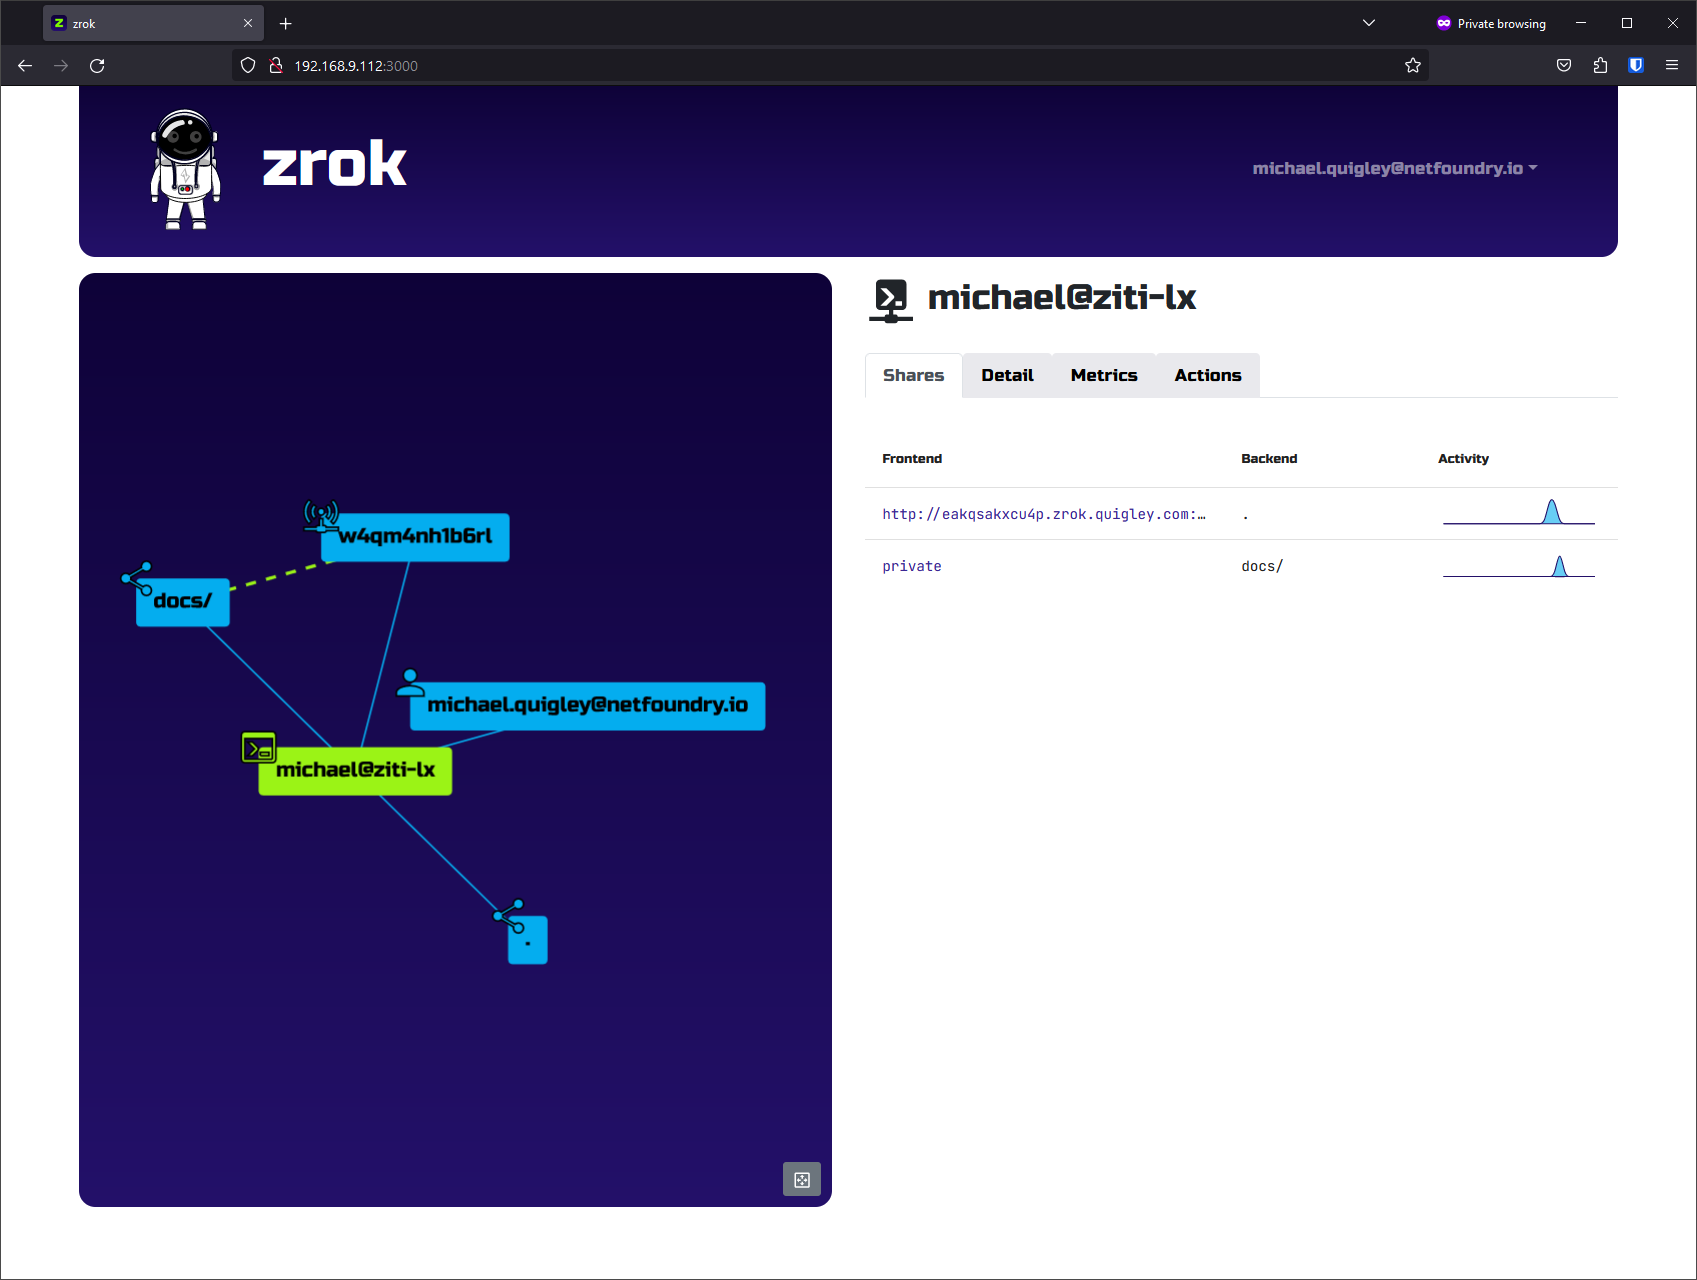 zrok
Private browsing
192.168.9.112:3000
zrok
michael.quigley@netfoundry.io
w4qm4nh1b6rl
docs/
michael.quigley@netfoundry.io
michael@ziti-lx
.
michael@ziti-lx
Shares Detail Metrics Actions
Frontend Backend Activity
http://eakqsakxcu4p.zrok.quigley.com:… .
private docs/